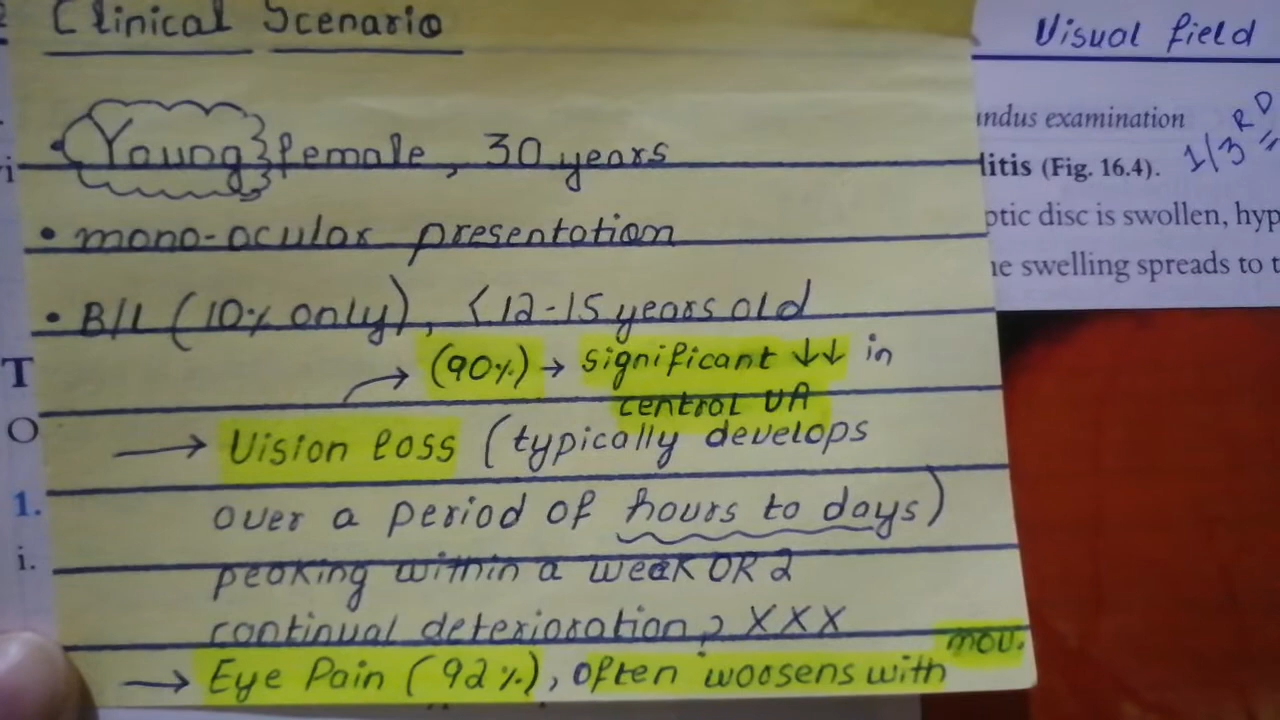 Clinical Scenario
Young female, 30 years
• mono-ocular presentation
• B/L (10% only), <12-15 years old
→ (90%) → significant ↓↓ in
central VA
→ Vision loss (typically develops
over a period of hours to days)
peaking within a week OR 2
continual deterioration, XXX
→ Eye Pain (92%), often worsens with
mov.
Visual field
undus examination
litis (Fig. 16.4). 1/3 RD
ptic disc is swollen, hyp
he swelling spreads to t
T
O
1.
i.